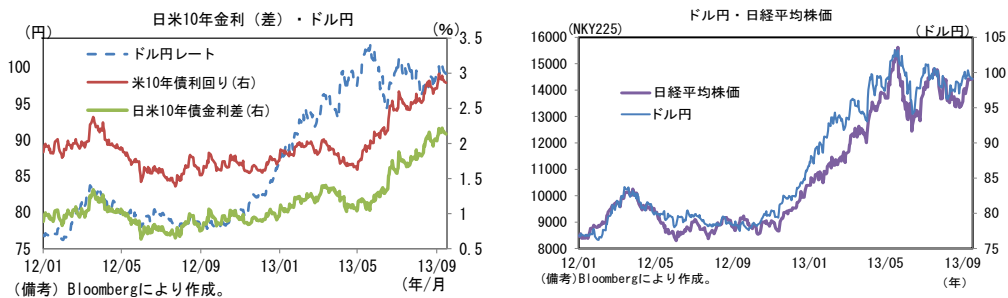 日米10年金利（差）・ドル円
(円)
(%)
ドル円レート
米10年債利回り(右)
日米10年債金利差(右)
100
95
90
85
80
75
3.5
3
2.5
2
1.5
1
0.5
12/01 12/05 12/09 13/01 13/05 13/09
(年/月
（備考）Bloombergにより作成。
ドル円・日経平均株価
(NKY225)
(ドル円)
日経平均株価
ドル円
16000
15000
14000
13000
12000
11000
10000
9000
8000
105
100
95
90
85
80
75
12/01 12/05 12/09 13/01 13/05 13/09
(備考)Bloombergにより作成。
(年)